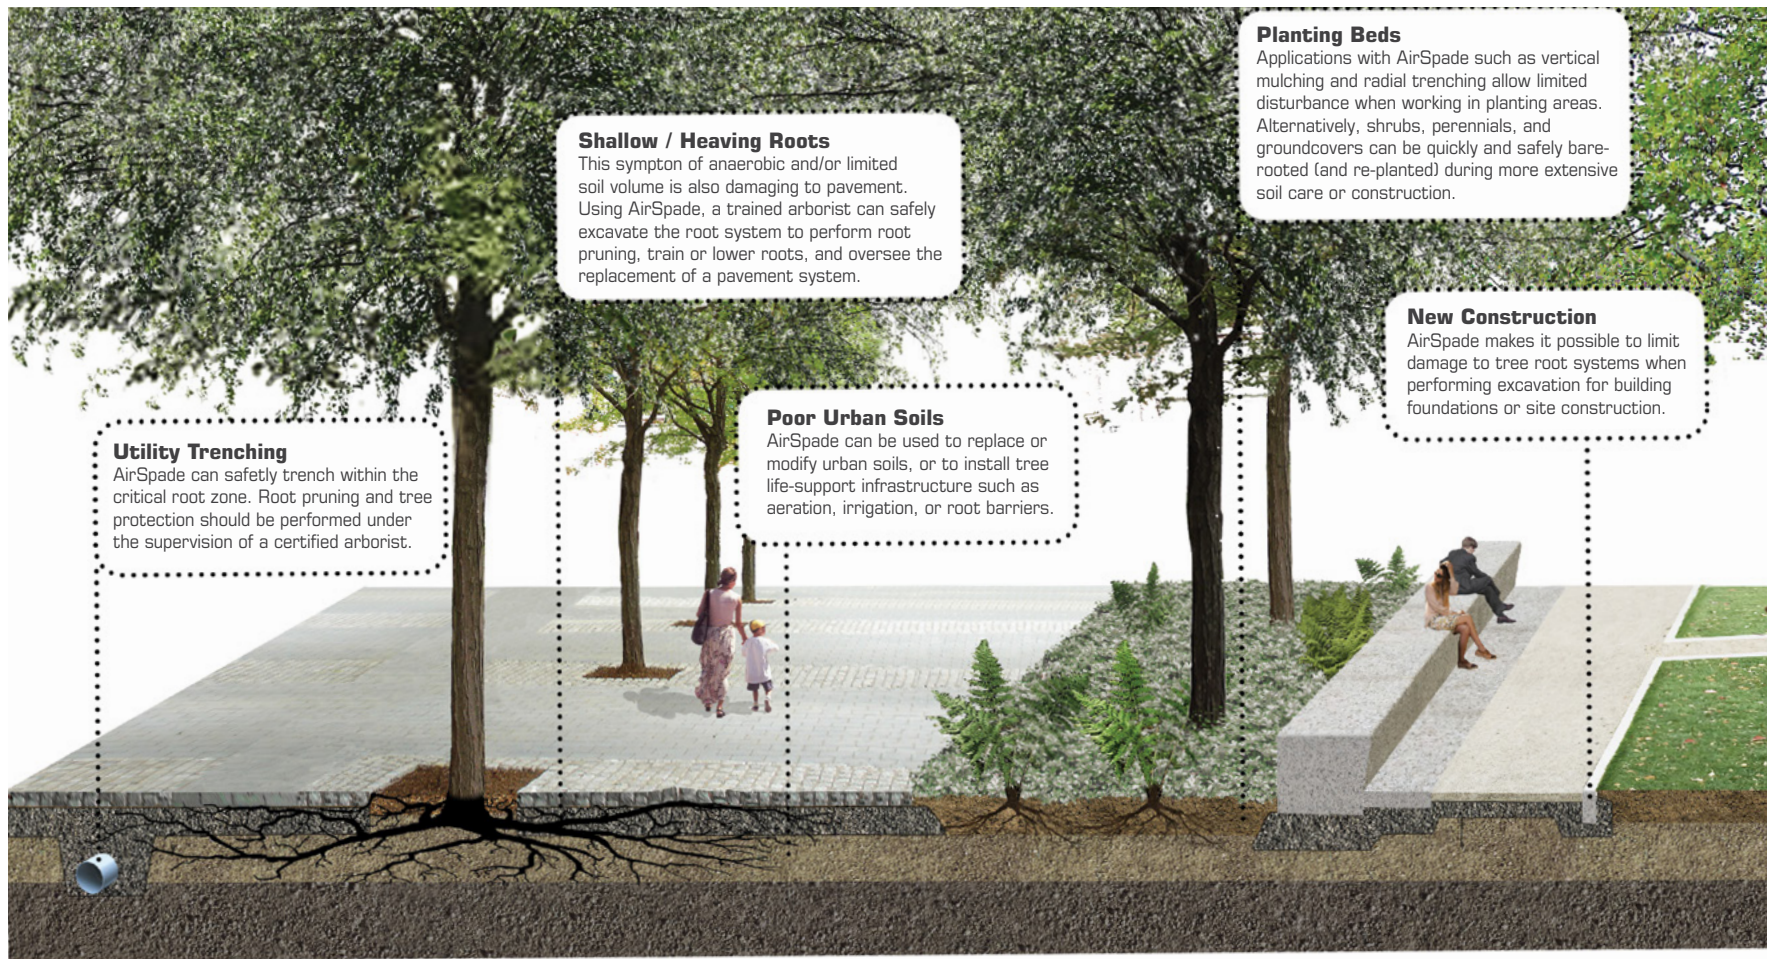 Planting Beds
Applications with AirSpade such as vertical
mulching and radial trenching allow limited
disturbance when working in planting areas.
Alternatively, shrubs, perennials, and
groundcovers can be quickly and safely bare-
rooted (and re-planted) during more extensive
soil care or construction.
Shallow / Heaving Roots
This sympton of anaerobic and/or limited
soil volume is also damaging to pavement.
Using AirSpade, a trained arborist can safely
excavate the root system to perform root
pruning, train or lower roots, and oversee the
replacement of a pavement system.
New Construction
AirSpade makes it possible to limit
damage to tree root systems when
performing excavation for building
foundations or site construction.
Poor Urban Soils
AirSpade can be used to replace or
modify urban soils, or to install tree
life-support infrastructure such as
aeration, irrigation, or root barriers.
Utility Trenching
AirSpade can safetly trench within the
critical root zone. Root pruning and tree
protection should be performed under
the supervision of a certified arborist.